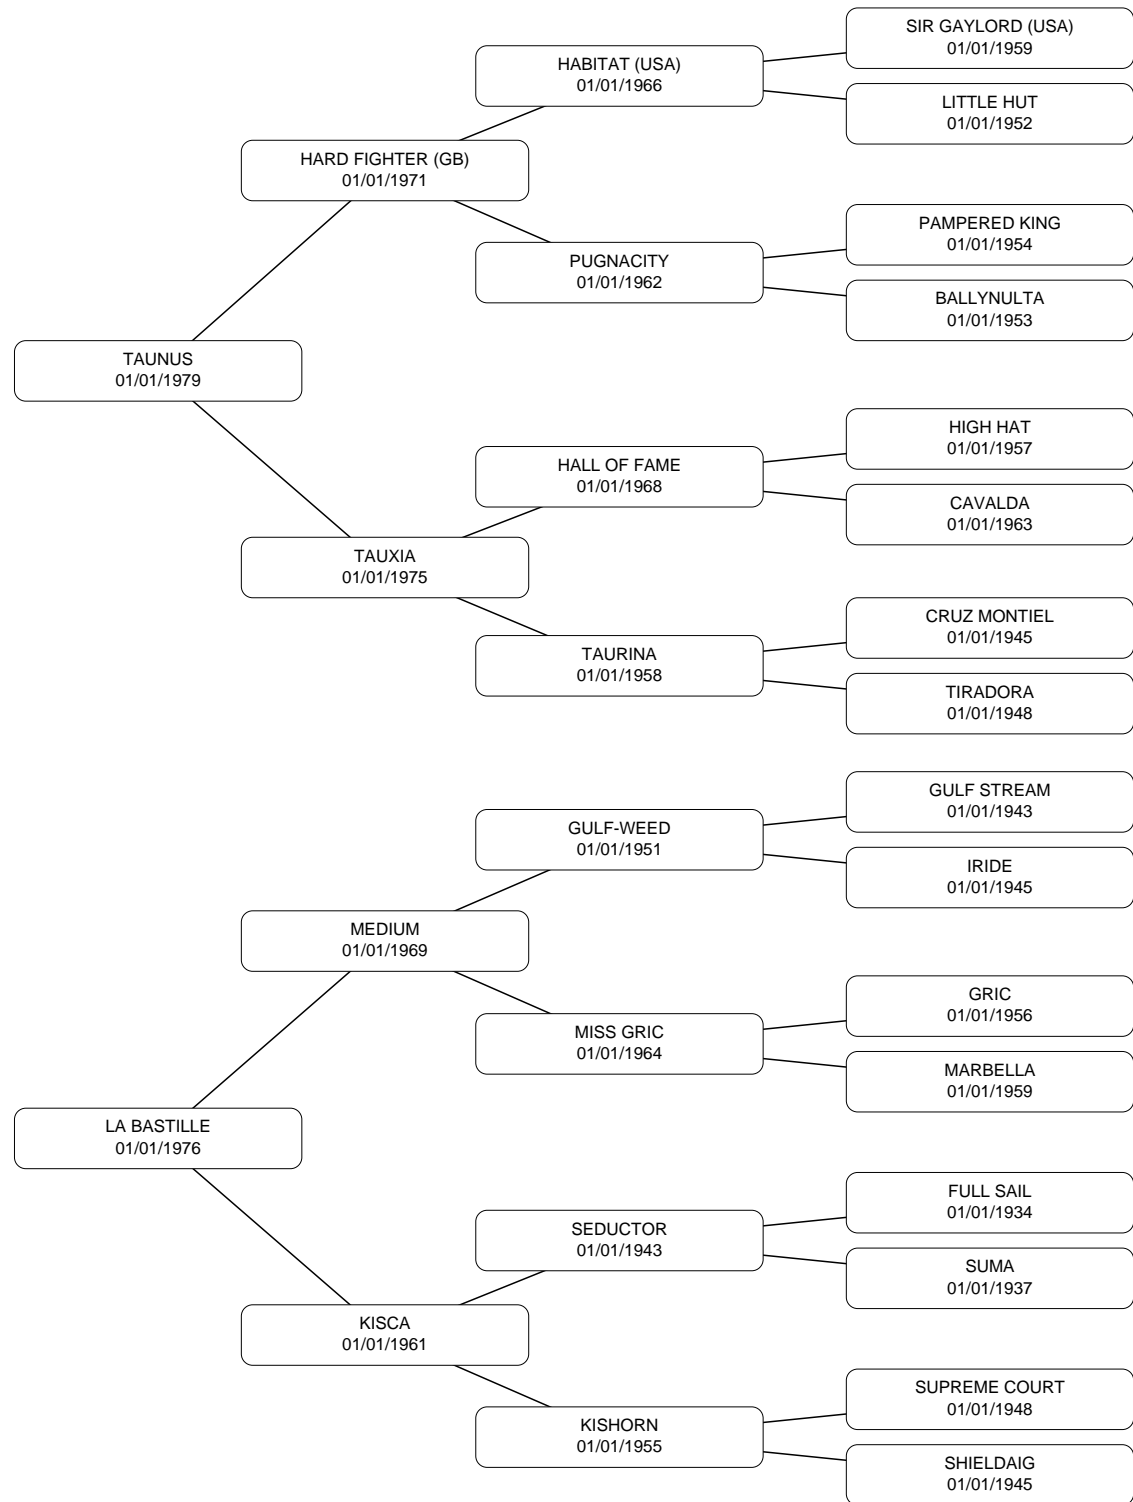 SIR GAYLORD (USA)
01/01/1959
HABITAT (USA)
01/01/1966
LITTLE HUT
01/01/1952
HARD FIGHTER (GB)
01/01/1971
PAMPERED KING
01/01/1954
PUGNACITY
01/01/1962
BALLYNULTA
01/01/1953
TAUNUS
01/01/1979
HIGH HAT
01/01/1957
HALL OF FAME
01/01/1968
CAVALDA
01/01/1963
TAUXIA
01/01/1975
CRUZ MONTIEL
01/01/1945
TAURINA
01/01/1958
TIRADORA
01/01/1948
GULF STREAM
01/01/1943
GULF-WEED
01/01/1951
IRIDE
01/01/1945
MEDIUM
01/01/1969
GRIC
01/01/1956
MISS GRIC
01/01/1964
MARBELLA
01/01/1959
LA BASTILLE
01/01/1976
FULL SAIL
01/01/1934
SEDUCTOR
01/01/1943
SUMA
01/01/1937
KISCA
01/01/1961
SUPREME COURT
01/01/1948
KISHORN
01/01/1955
SHIELDAIG
01/01/1945